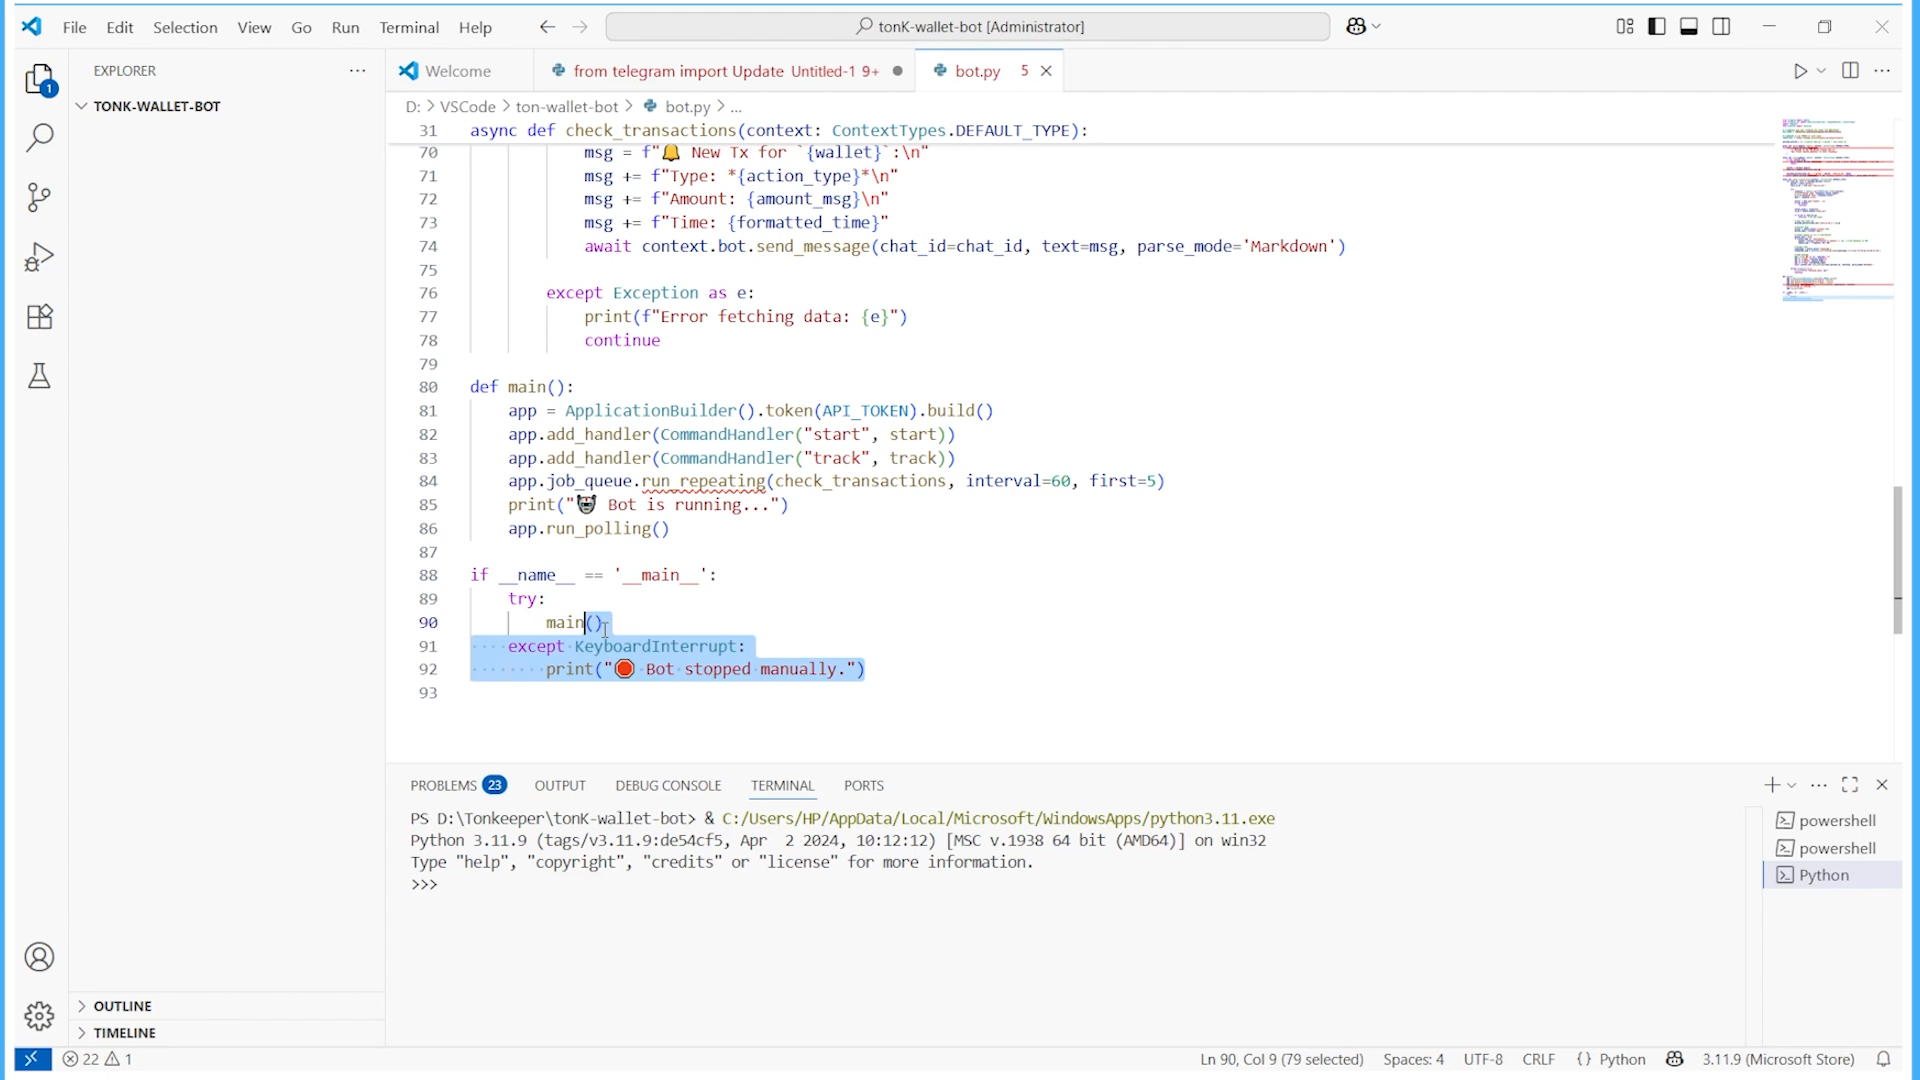 File Edit Selection View Go Run Terminal Help
tonK-wallet-bot [Administrator]
EXPLORER
Welcome
from telegram import Update Untitled-1 9+
bot.py 5
TONK-WALLET-BOT
D: > VSCode > ton-wallet-bot > bot.py > ...
31 async def check_transactions(context: ContextTypes.DEFAULT_TYPE):
70 msg = f"🔔 New Tx for `{wallet}`:\n"
71 msg += f"Type: *{action_type}*\n"
72 msg += f"Amount: {amount_msg}\n"
73 msg += f"Time: {formatted_time}"
74 await context.bot.send_message(chat_id=chat_id, text=msg, parse_mode='Markdown')
75
76 except Exception as e:
77 print(f"Error fetching data: {e}")
78 continue
79
80 def main():
81 app = ApplicationBuilder().token(API_TOKEN).build()
82 app.add_handler(CommandHandler("start", start))
83 app.add_handler(CommandHandler("track", track))
84 app.job_queue.run_repeating(check_transactions, interval=60, first=5)
85 print("🤖 Bot is running...")
86 app.run_polling()
87
88 if __name__ == '__main__':
89 try:
90 main()
91 except KeyboardInterrupt:
92 print("🛑 Bot stopped manually.")
93
PROBLEMS 23 OUTPUT DEBUG CONSOLE TERMINAL PORTS
PS D:\Tonkeeper\tonK-wallet-bot> & C:/Users/HP/AppData/Local/Microsoft/WindowsApps/python3.11.exe
Python 3.11.9 (tags/v3.11.9:de54cf5, Apr 2 2024, 10:12:12) [MSC v.1938 64 bit (AMD64)] on win32
Type "help", "copyright", "credits" or "license" for more information.
>>>
powershell
powershell
Python
OUTLINE
TIMELINE
1
22 1
Ln 90, Col 9 (79 selected) Spaces: 4 UTF-8 CRLF {} Python 3.11.9 (Microsoft Store)